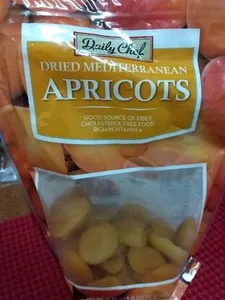 Daily Chef
DRIED MEDITERRANEAN
APRICOTS
GOOD SOURCE OF FIBER
CHOLESTEROL FREE FOOD
RICH IN VITAMIN A